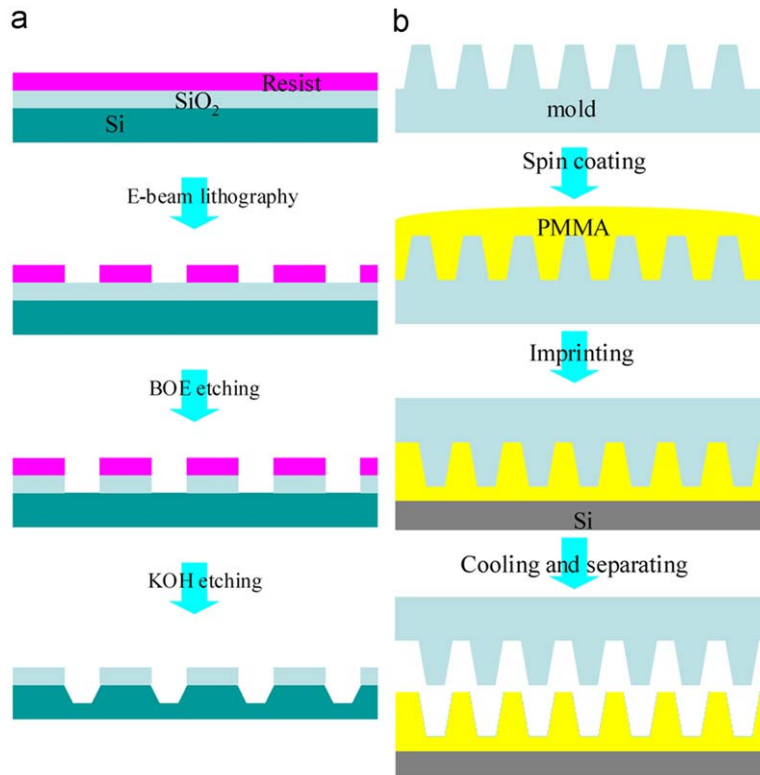 a
Resist
SiO₂
Si
E-beam lithography
BOE etching
KOH etching
b
mold
Spin coating
PMMA
Imprinting
Si
Cooling and separating